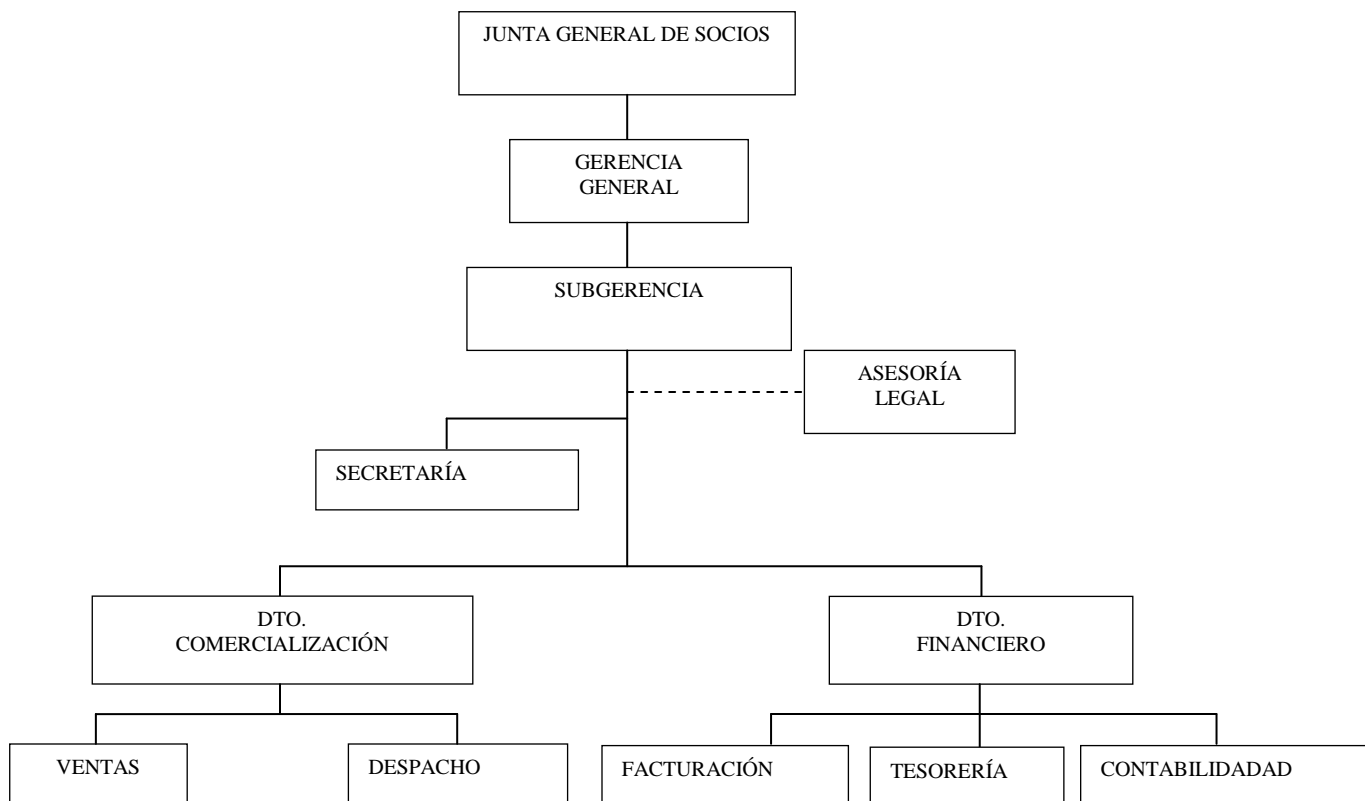 JUNTA GENERAL DE SOCIOS
GERENCIA
GENERAL
SUBGERENCIA
ASESORÍA
LEGAL
SECRETARÍA
DTO.
COMERCIALIZACIÓN
DTO.
FINANCIERO
VENTAS
DESPACHO
FACTURACIÓN
TESORERÍA
CONTABILIDADAD